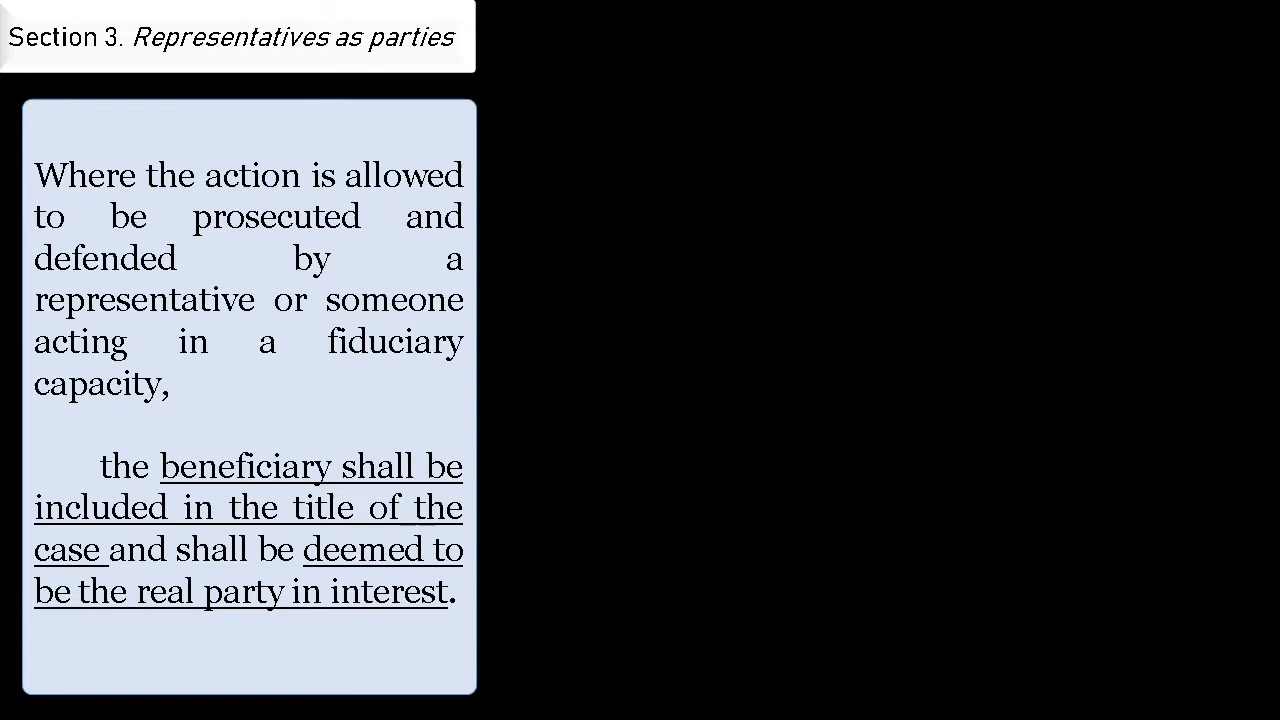 Section 3. Representatives as parties
Where the action is allowed
to be prosecuted and
defended by a
representative or someone
acting in a fiduciary
capacity,
the beneficiary shall be
included in the title of the
case and shall be deemed to
be the real party in interest.